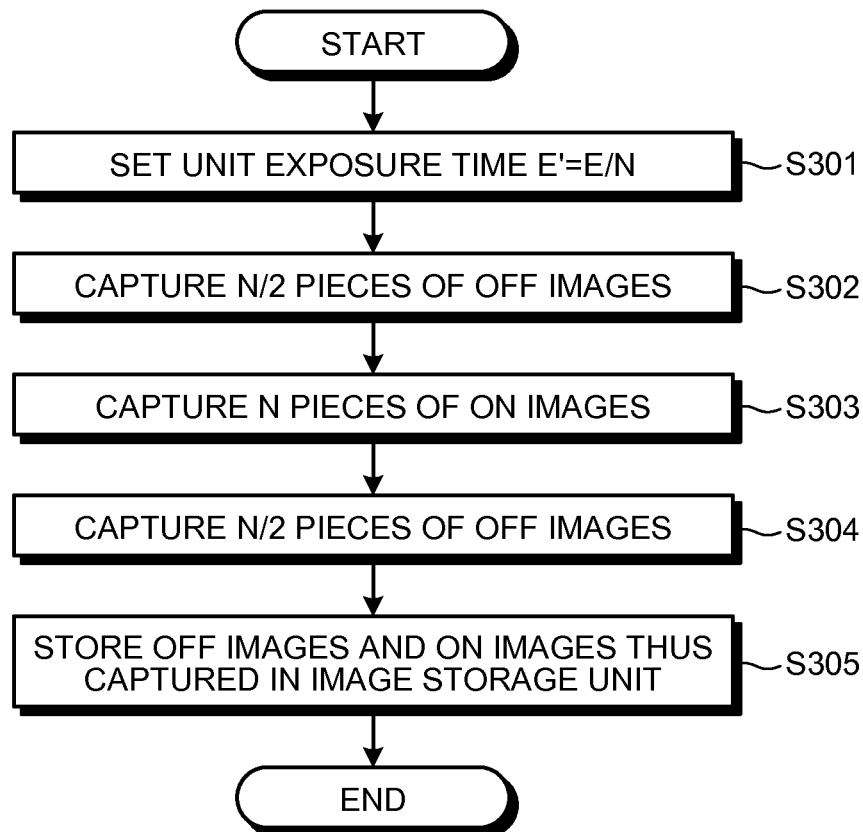 START
SET UNIT EXPOSURE TIME E'=E/N
S301
CAPTURE N/2 PIECES OF OFF IMAGES
S302
CAPTURE N PIECES OF ON IMAGES
S303
CAPTURE N/2 PIECES OF OFF IMAGES
S304
STORE OFF IMAGES AND ON IMAGES THUS
CAPTURED IN IMAGE STORAGE UNIT
S305
END